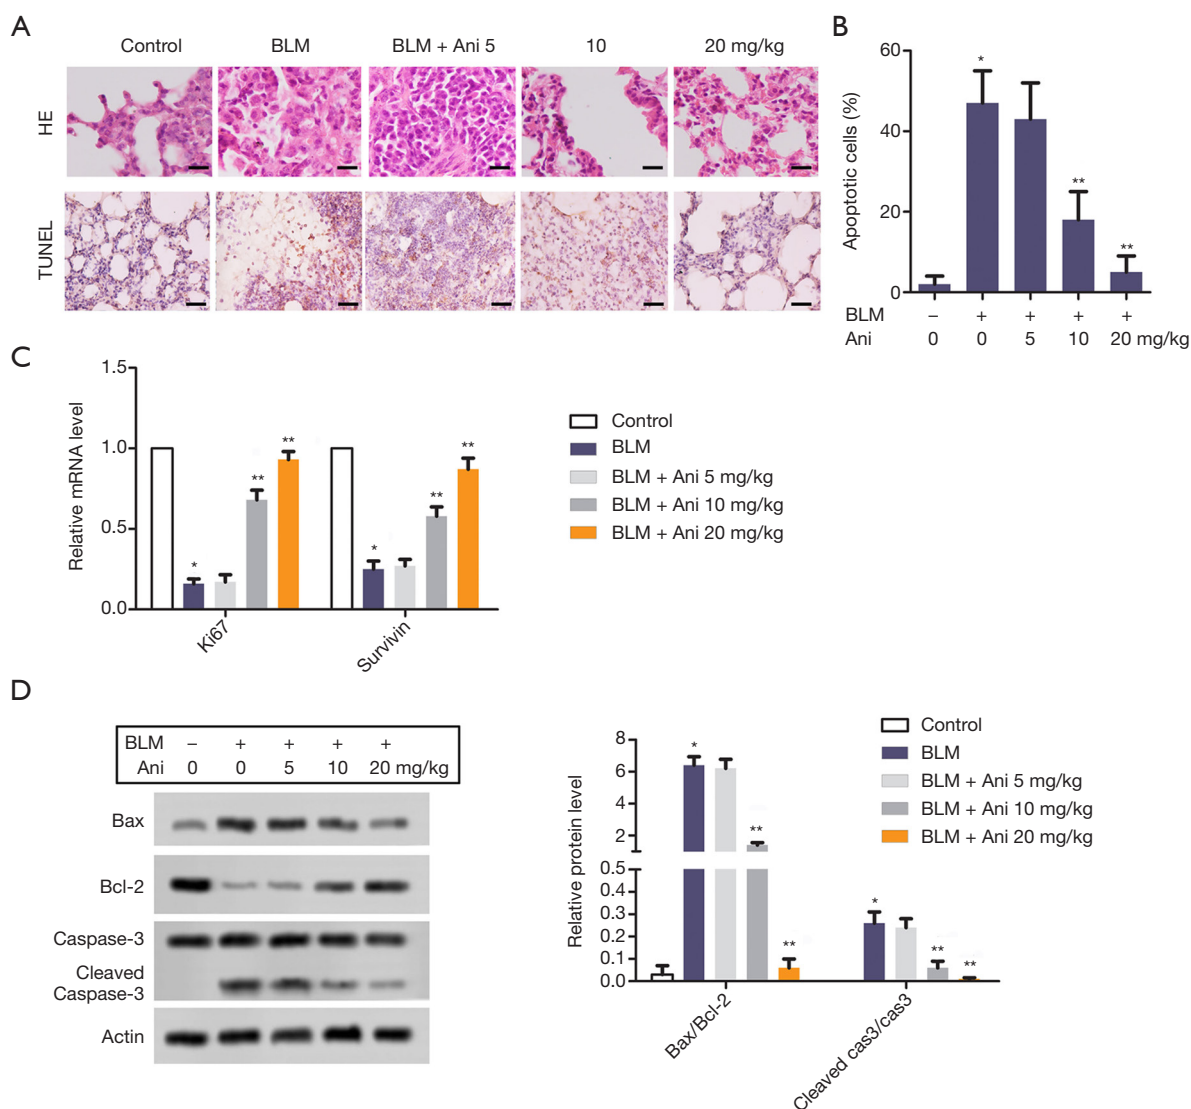 A
Control BLM BLM + Ani 5 10 20 mg/kg
HE
TUNEL
B
Apoptotic cells (%)
60
40
20
0
* ** **
BLM – + + + +
Ani 0 0 5 10 20 mg/kg
C
Relative mRNA level
1.5
1.0
0.5
0.0
* ** ** * ** **
Ki67 Survivin
Control
BLM
BLM + Ani 5 mg/kg
BLM + Ani 10 mg/kg
BLM + Ani 20 mg/kg
D
BLM – + + + +
Ani 0 0 5 10 20 mg/kg
Bax
Bcl-2
Caspase-3
Cleaved
Caspase-3
Actin
Relative protein level
8
6
4
2
0.5
0.4
0.3
0.2
0.1
0.0
* ** ** * ** **
Bax/Bcl-2 Cleaved cas3/cas3
Control
BLM
BLM + Ani 5 mg/kg
BLM + Ani 10 mg/kg
BLM + Ani 20 mg/kg